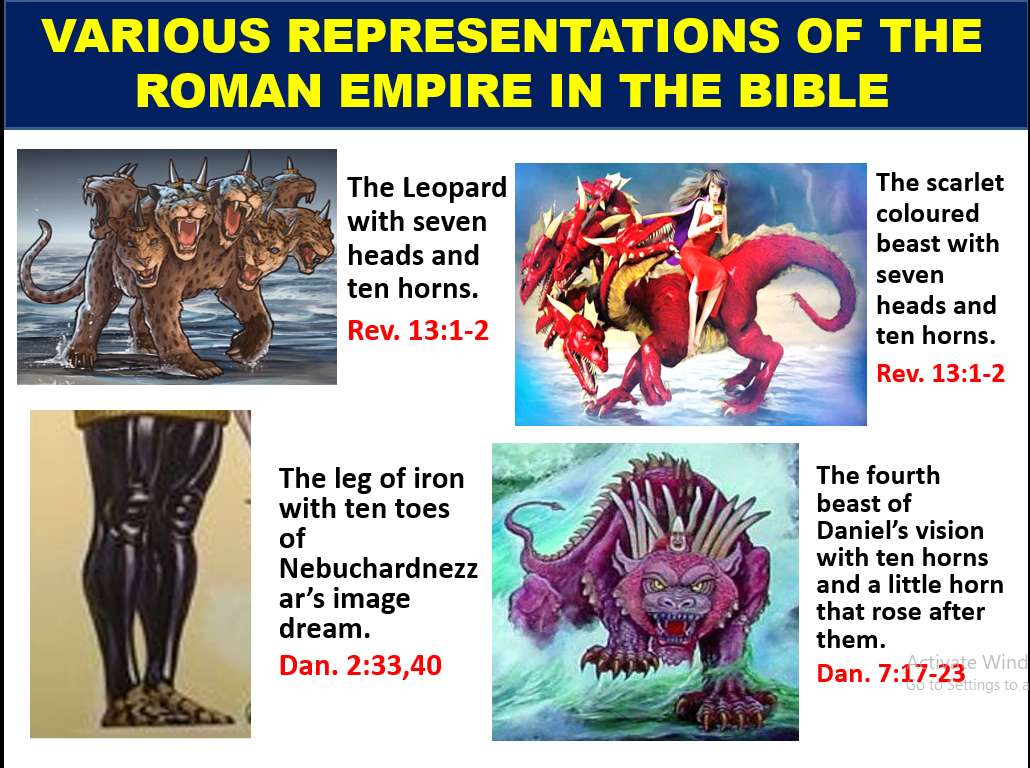 VARIOUS REPRESENTATIONS OF THE
ROMAN EMPIRE IN THE BIBLE
The Leopard
with seven
heads and
ten horns.
Rev. 13:1-2
The scarlet
coloured
beast with
seven
heads and
ten horns.
Rev. 13:1-2
The leg of iron
with ten toes
of
Nebuchardnezz
ar’s image
dream.
Dan. 2:33,40
The fourth
beast of
Daniel’s vision
with ten horns
and a little horn
that rose after
them.
Dan. 7:17-23
Activate Wind
Go to Settings to a